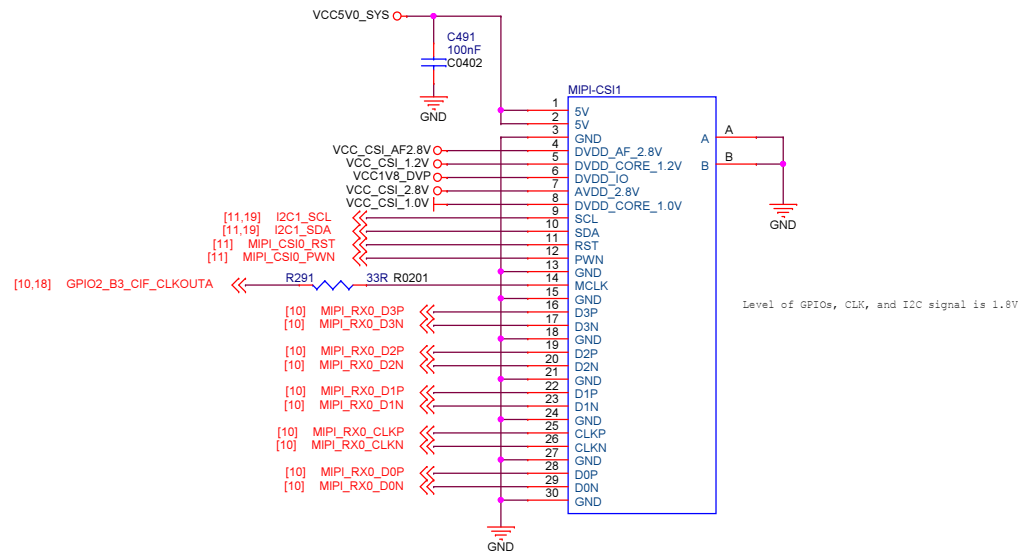 VCC5V0_SYS
C491
100nF
C0402
GND
MIPI-CSI1
1 5V
2 5V
3 GND
VCC_CSI_AF2.8V 4 DVDD_AF_2.8V
VCC_CSI_1.2V 5 DVDD_CORE_1.2V
VCC1V8_DVP 6 DVDD_IO
VCC_CSI_2.8V 7 AVDD_2.8V
VCC_CSI_1.0V 8 DVDD_CORE_1.0V
[11,19] I2C1_SCL 9 SCL
[11,19] I2C1_SDA 10 SDA
[11] MIPI_CSI0_RST 11 RST
[11] MIPI_CSI0_PWN 12 PWN
13 GND
[10,18] GPIO2_B3_CIF_CLKOUTA R291 33R R0201 14 MCLK
15 GND
[10] MIPI_RX0_D3P 16 D3P
[10] MIPI_RX0_D3N 17 D3N
18 GND
[10] MIPI_RX0_D2P 19 D2P
[10] MIPI_RX0_D2N 20 D2N
21 GND
[10] MIPI_RX0_D1P 22 D1P
[10] MIPI_RX0_D1N 23 D1N
24 GND
[10] MIPI_RX0_CLKP 25 CLKP
[10] MIPI_RX0_CLKN 26 CLKN
27 GND
[10] MIPI_RX0_D0P 28 D0P
[10] MIPI_RX0_D0N 29 D0N
30 GND
GND
A A
B B
GND
Level of GPIOs, CLK, and I2C signal is 1.8V